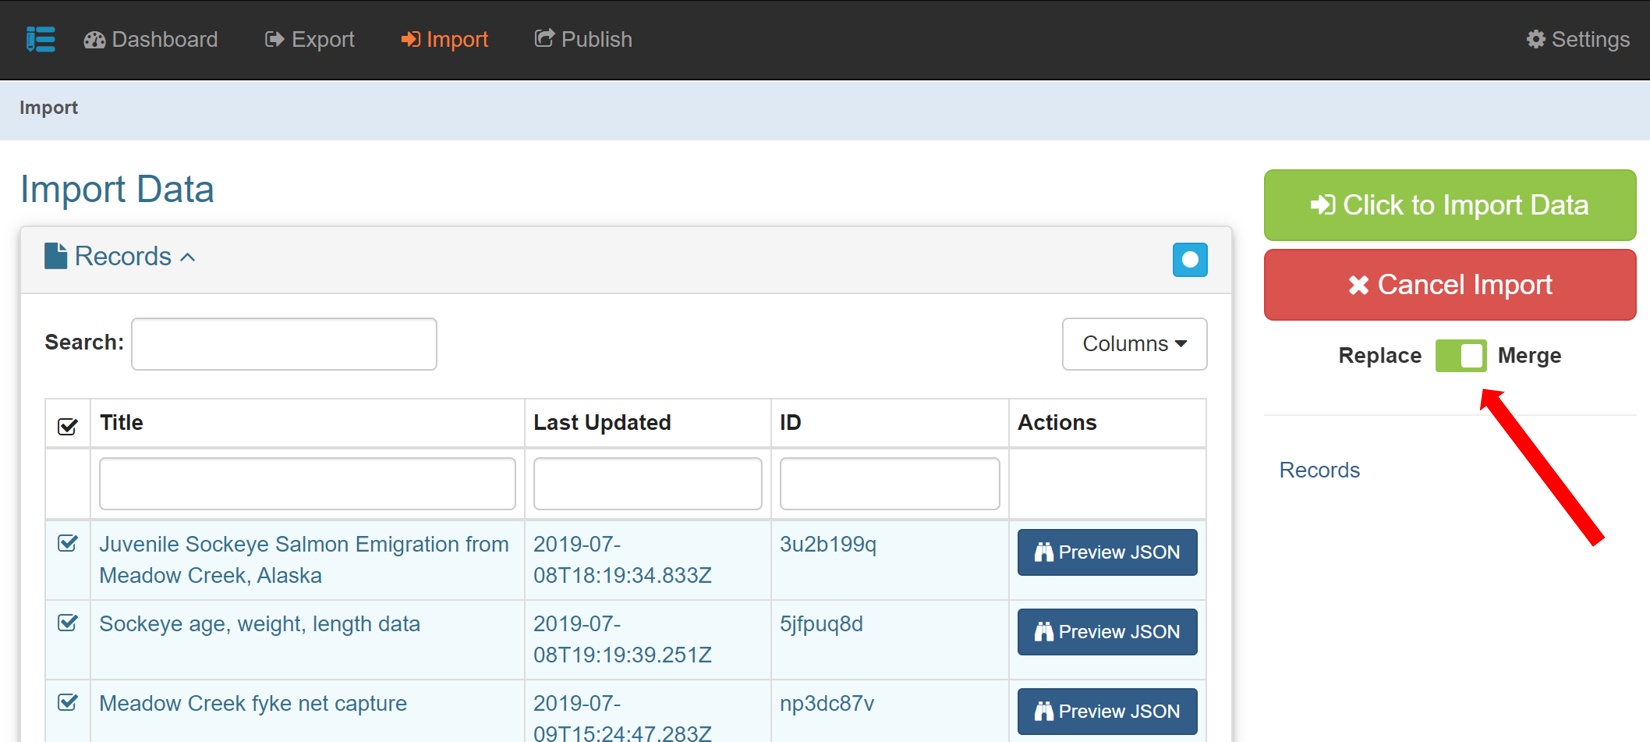 Dashboard Export Import Publish Settings
Import
Import Data
Click to Import Data
Records
Cancel Import
Search:
Columns
Replace Merge
Title Last Updated ID Actions
Records
Juvenile Sockeye Salmon Emigration from
Meadow Creek, Alaska
2019-07-
08T18:19:34.833Z
3u2b199q
Preview JSON
Sockeye age, weight, length data
2019-07-
08T19:19:39.251Z
5jfpuq8d
Preview JSON
Meadow Creek fyke net capture
2019-07-
09T15:24:47.283Z
np3dc87v
Preview JSON